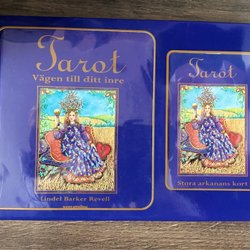 Tarot
Vägen till ditt inre
Lindel Barker Revell
Tarot
Stora arkanans kort